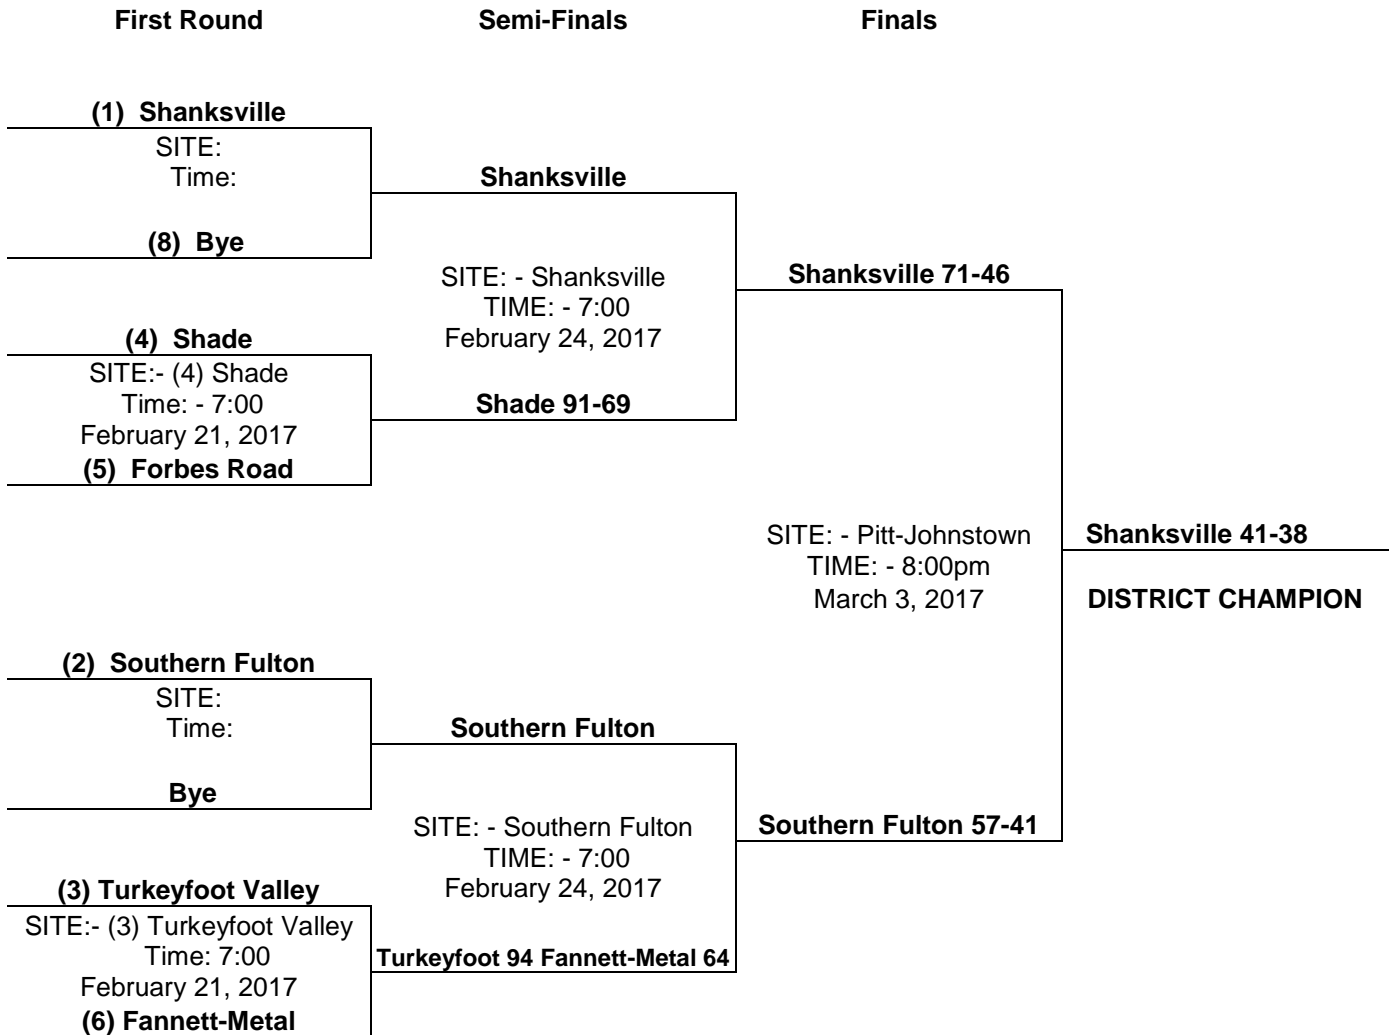 First Round
Semi-Finals
Finals
(1)  Shanksville
SITE:
Time:
(8)  Bye
Shanksville
SITE: - Shanksville
TIME: - 7:00
February 24, 2017
(4)  Shade
SITE:- (4) Shade
Time: - 7:00
February 21, 2017
(5)  Forbes Road
Shade 91-69
Shanksville 71-46
SITE: - Pitt-Johnstown
TIME: - 8:00pm
March 3, 2017
Shanksville 41-38
DISTRICT CHAMPION
(2)  Southern Fulton
SITE:
Time:
Bye
Southern Fulton
SITE: - Southern Fulton
TIME: - 7:00
February 24, 2017
Southern Fulton 57-41
(3) Turkeyfoot Valley
SITE:- (3) Turkeyfoot Valley
Time: 7:00
February 21, 2017
(6) Fannett-Metal
Turkeyfoot 94 Fannett-Metal 64